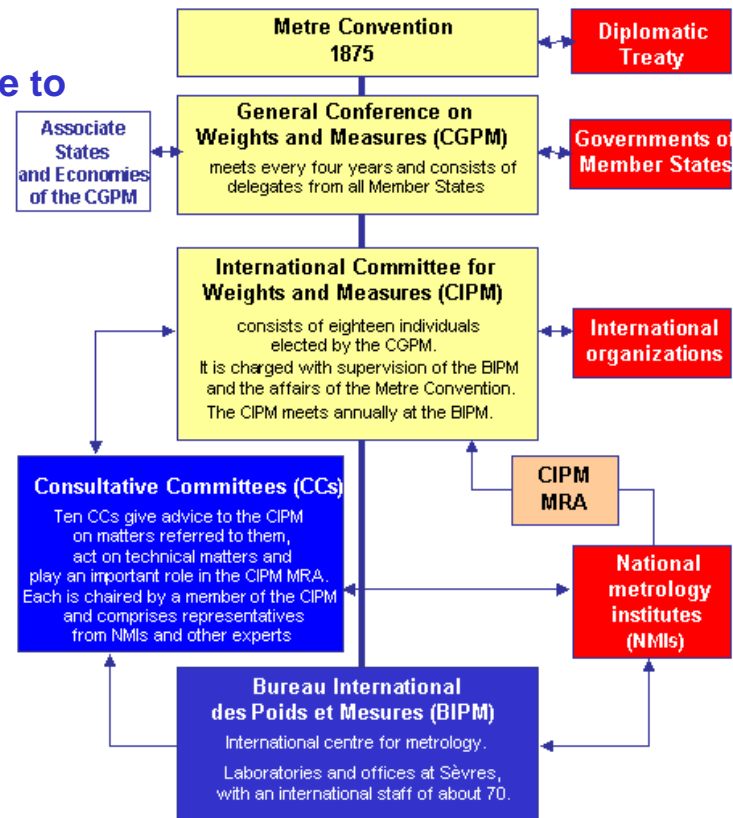 Metre Convention
1875
Diplomatic
Treaty
e to
General Conference on
Weights and Measures (CGPM)
meets every four years and consists of
delegates from all Member States
Associate
States
and Economies
of the CGPM
Governments of
Member States
International Committee for
Weights and Measures (CIPM)
consists of eighteen individuals
elected by the CGPM.
It is charged with supervision of the BIPM
and the affairs of the Metre Convention.
The CIPM meets annually at the BIPM.
International
organizations
CIPM
MRA
Consultative Committees (CCs)
Ten CCs give advice to the CIPM
on matters referred to them,
act on technical matters and
play an important role in the CIPM MRA.
Each is chaired by a member of the CIPM
and comprises representatives
from NMIs and other experts
National
metrology
institutes
(NMIs)
Bureau International
des Poids et Mesures (BIPM)
International centre for metrology.
Laboratories and offices at Sèvres,
with an international staff of about 70.